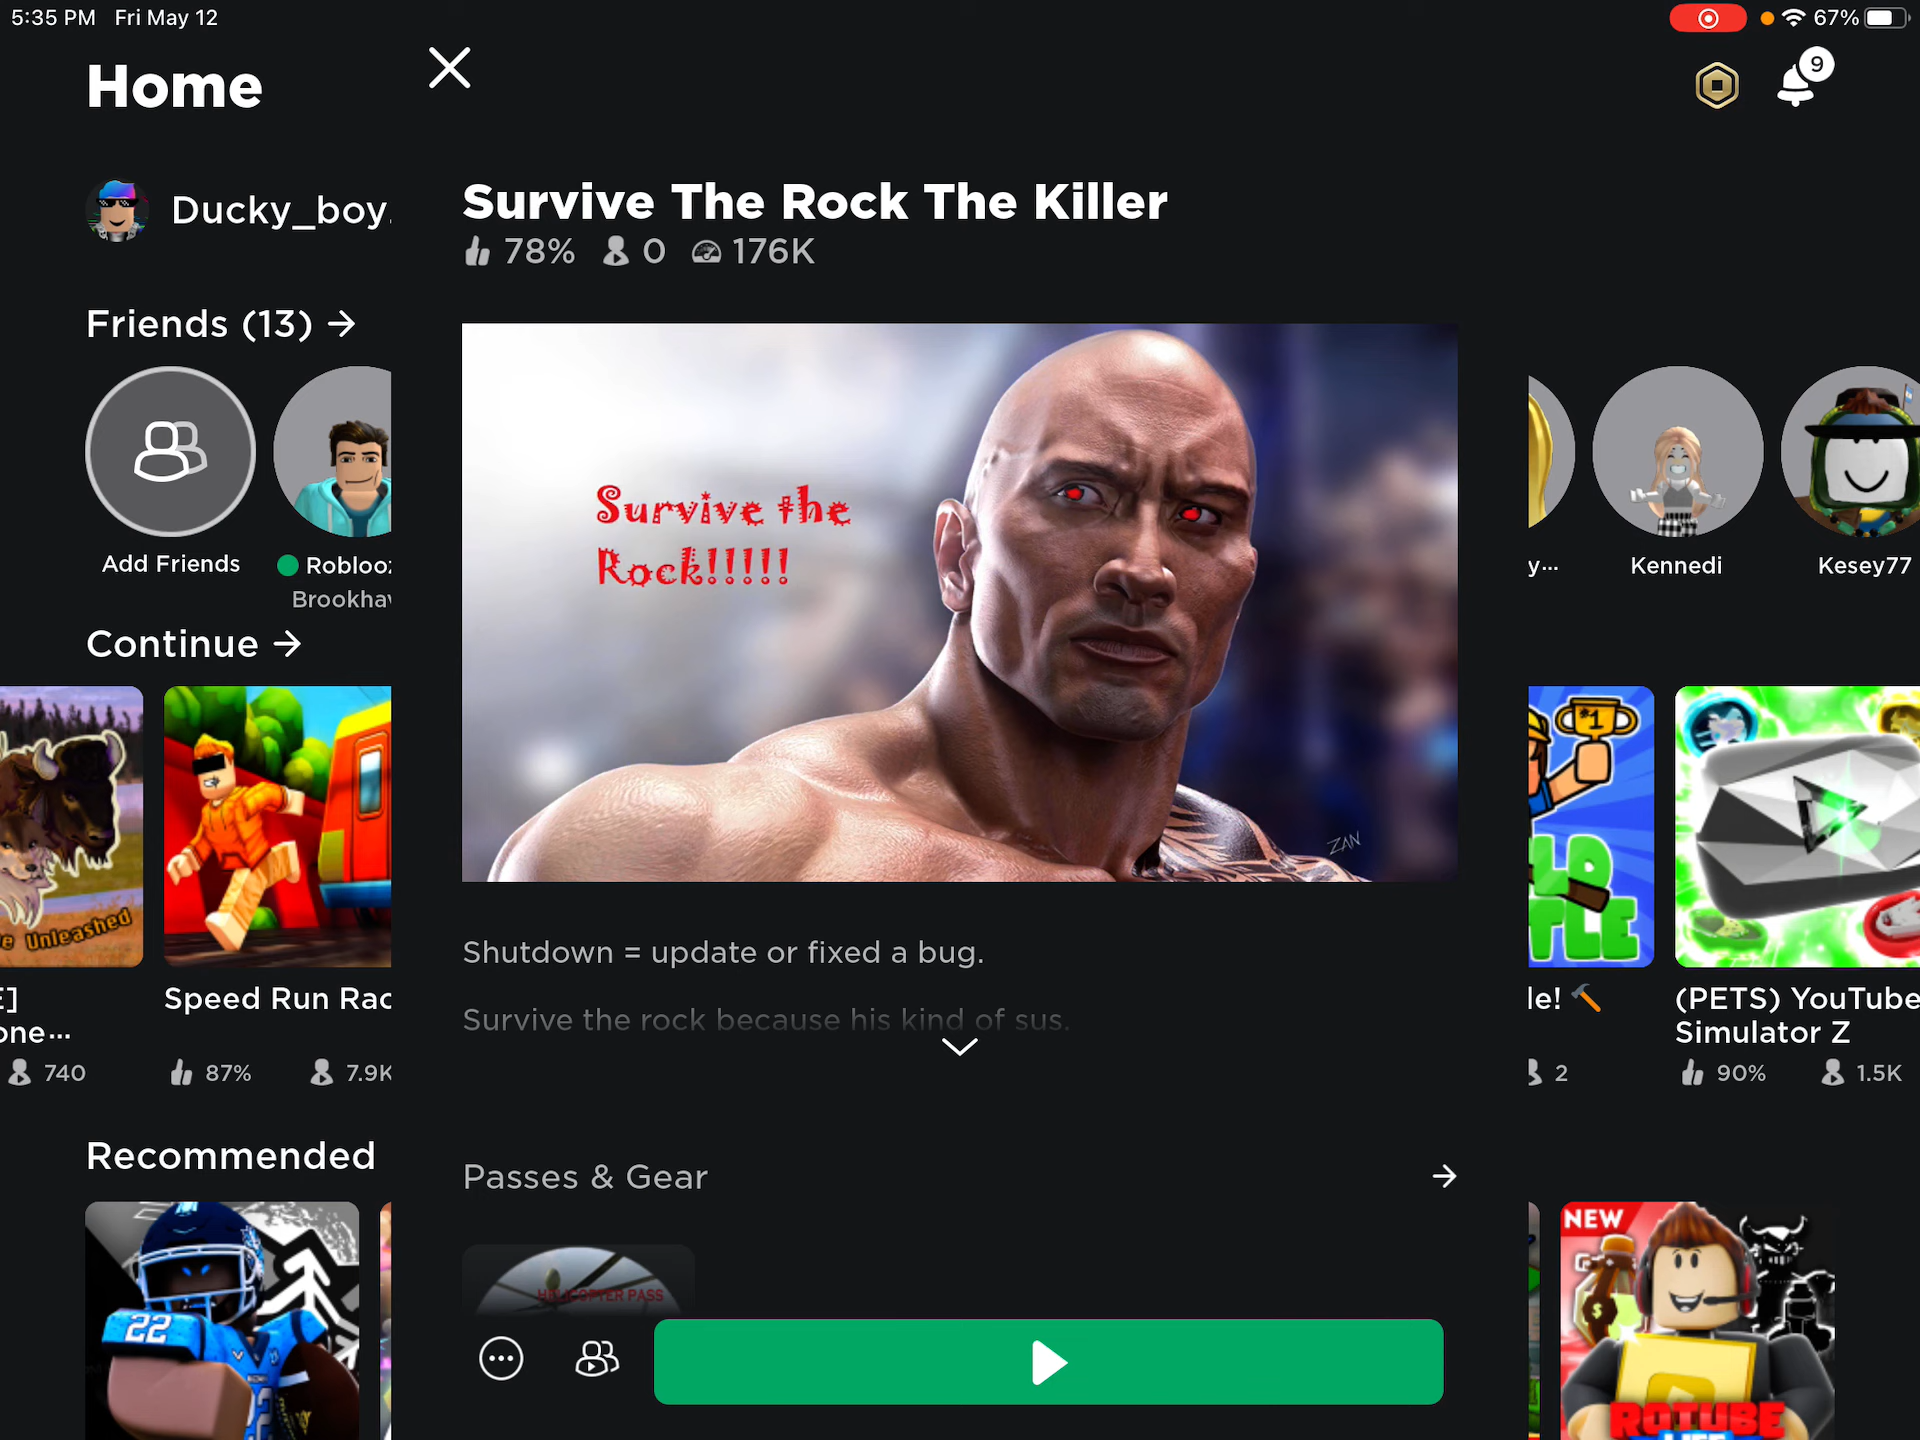 5:35 PM Fri May 12
67%
Home
9
Ducky_boy.
Survive The Rock The Killer
78% 0 176K
Friends (13)
Survive the
Rock!!!!!
ZAN
Add Friends
Brookhav
y...
Kennedi
Kesey77
Continue
#1
Unleashed
Shutdown = update or fixed a bug.
Survive the rock because his kind of sus.
Speed Run Rac
one...
740
87% 7.9K
le!
2
(PETS) YouTube
Simulator Z
90% 1.5K
Recommended
Passes & Gear
HELICOPTER PASS
22
NEW
$
ROTUBE
LIFE